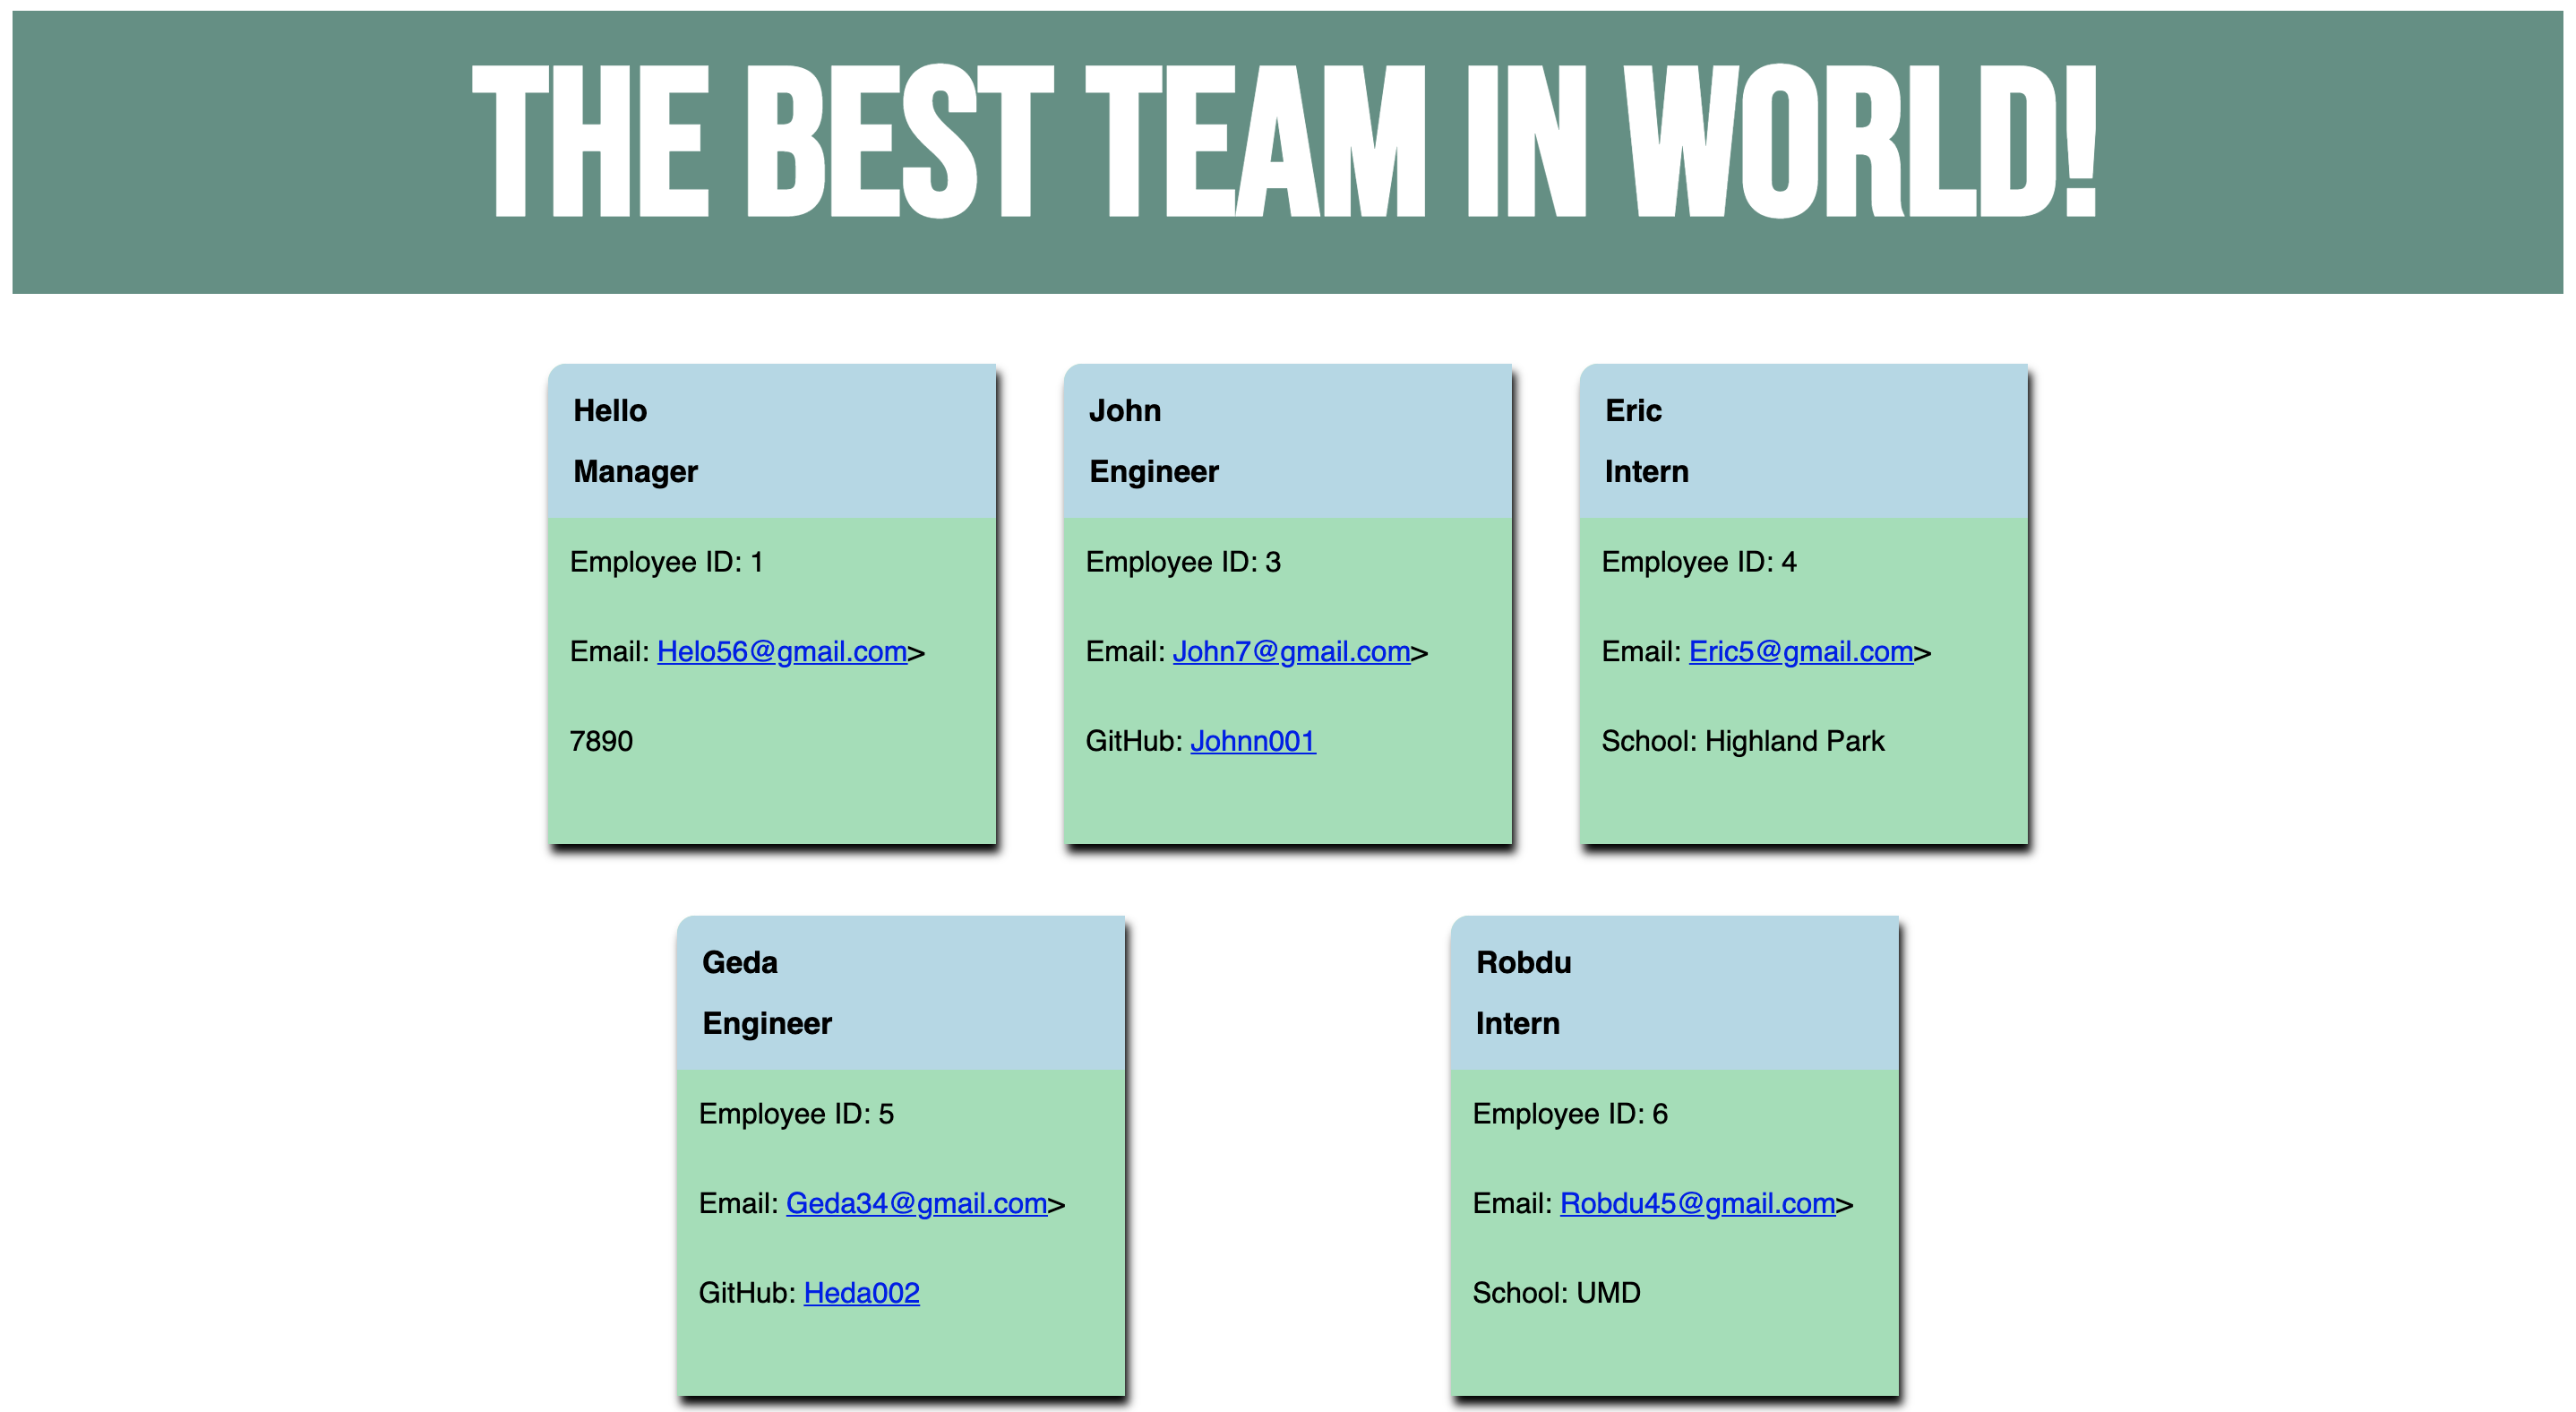 THE BEST TEAM IN WORLD!
Hello
Manager
Employee ID: 1
Email: Helo56@gmail.com>
7890
John
Engineer
Employee ID: 3
Email: John7@gmail.com>
GitHub: Johnn001
Eric
Intern
Employee ID: 4
Email: Eric5@gmail.com>
School: Highland Park
Geda
Engineer
Employee ID: 5
Email: Geda34@gmail.com>
GitHub: Heda002
Robdu
Intern
Employee ID: 6
Email: Robdu45@gmail.com>
School: UMD